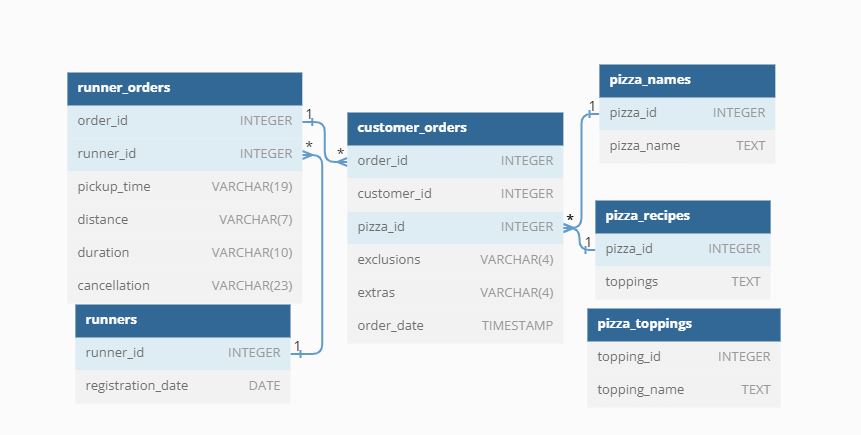 runner_orders
order_id INTEGER
runner_id INTEGER
pickup_time VARCHAR(19)
distance VARCHAR(7)
duration VARCHAR(10)
cancellation VARCHAR(23)
runners
runner_id INTEGER
registration_date DATE
1
*
1
*
customer_orders
order_id INTEGER
customer_id INTEGER
pizza_id INTEGER
exclusions VARCHAR(4)
extras VARCHAR(4)
order_date TIMESTAMP
1
*
1
pizza_names
pizza_id INTEGER
pizza_name TEXT
pizza_recipes
pizza_id INTEGER
toppings TEXT
pizza_toppings
topping_id INTEGER
topping_name TEXT